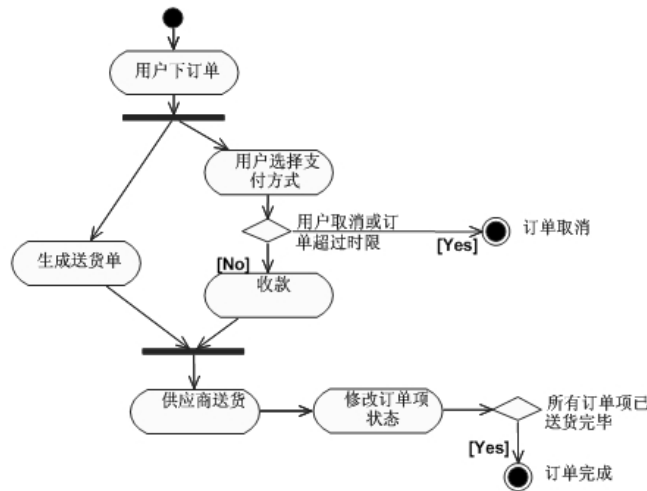 用户下订单
用户选择支
付方式
用户取消或订
单超过时限
[Yes]
订单取消
生成送货单
[No]
收款
供应商送货
修改订单项
状态
所有订单项已
送货完毕
[Yes]
订单完成